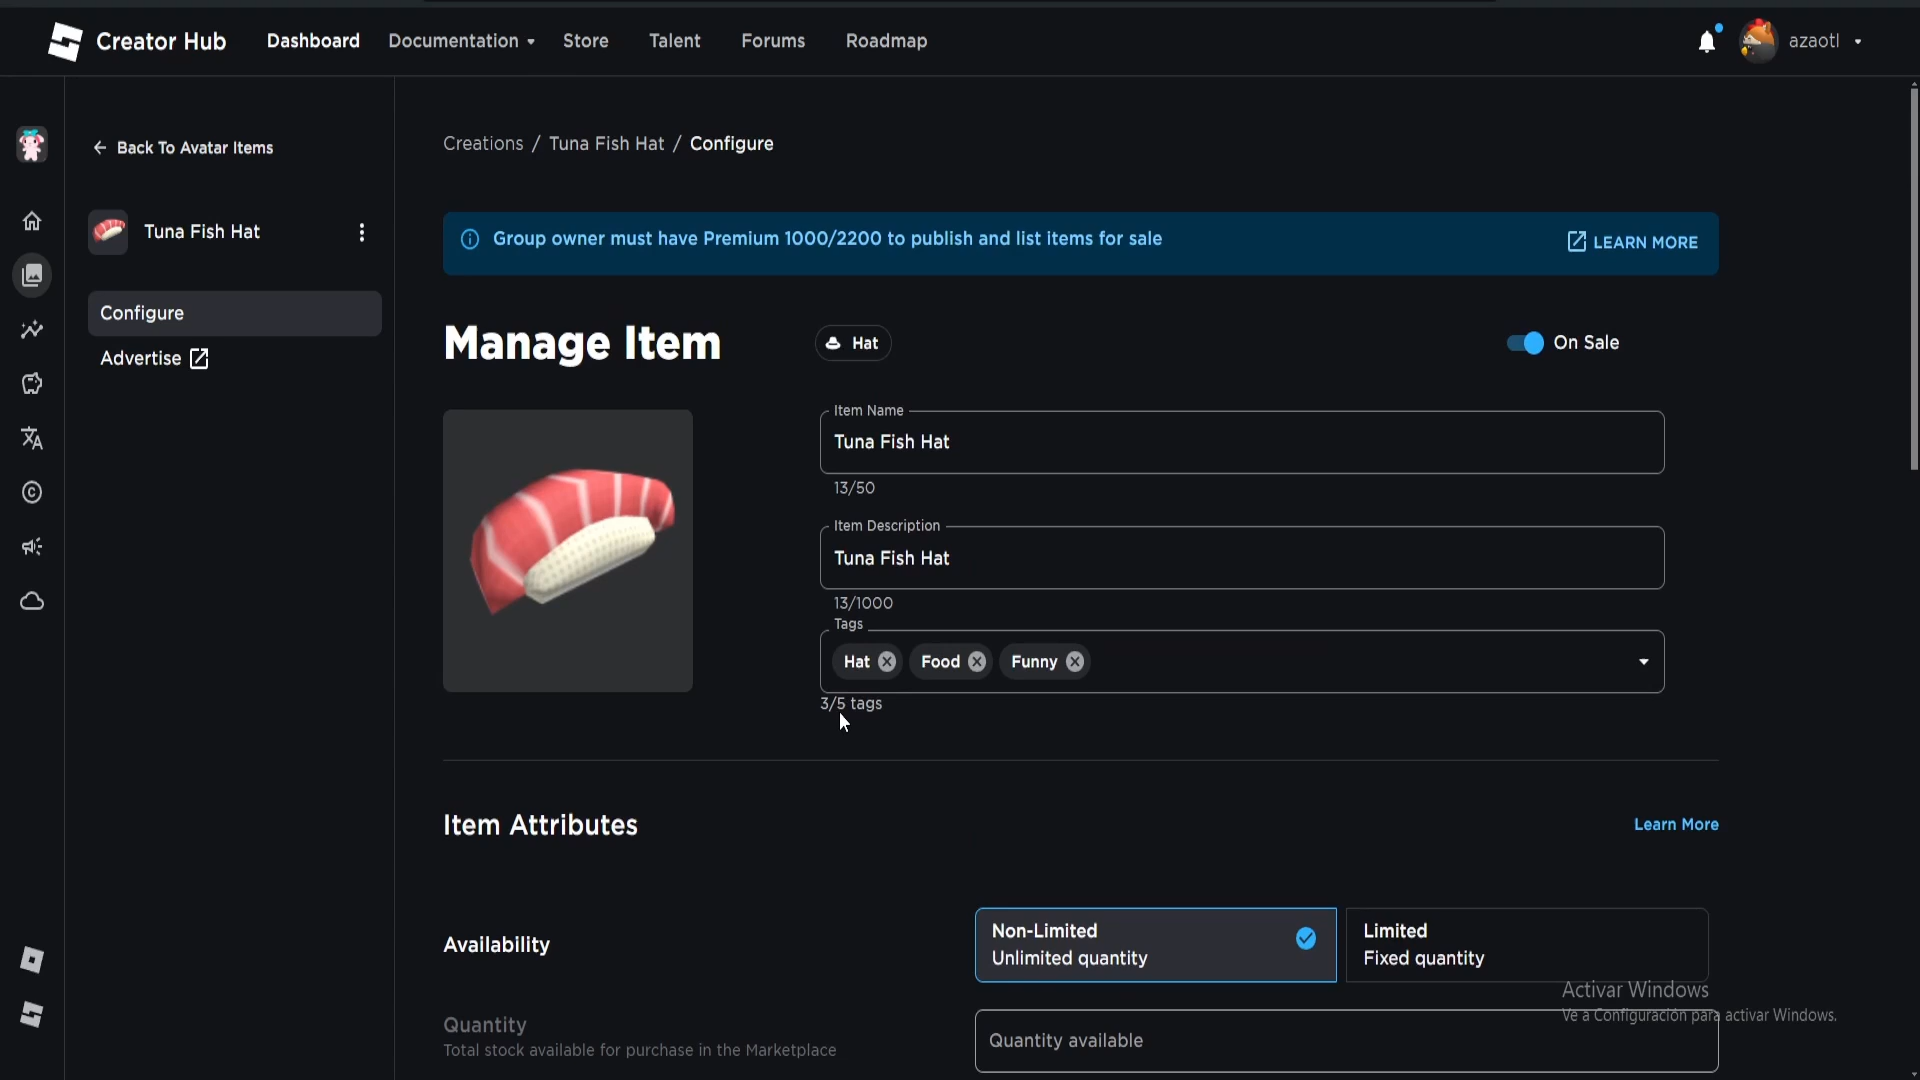 Creator Hub
Dashboard
Documentation
Store
Talent
Forums
Roadmap
azaotl
Back To Avatar Items
Tuna Fish Hat
Configure
Advertise
Creations / Tuna Fish Hat / Configure
Group owner must have Premium 1000/2200 to publish and list items for sale
LEARN MORE
Manage Item
Hat
On Sale
Item Name
Tuna Fish Hat
13/50
Item Description
Tuna Fish Hat
13/1000
Tags
Hat
Food
Funny
3/5 tags
Item Attributes
Learn More
Availability
Non-Limited
Unlimited quantity
Limited
Fixed quantity
Quantity
Total stock available for purchase in the Marketplace
Quantity available
Activar Windows
Ve a Configuración para activar Windows.